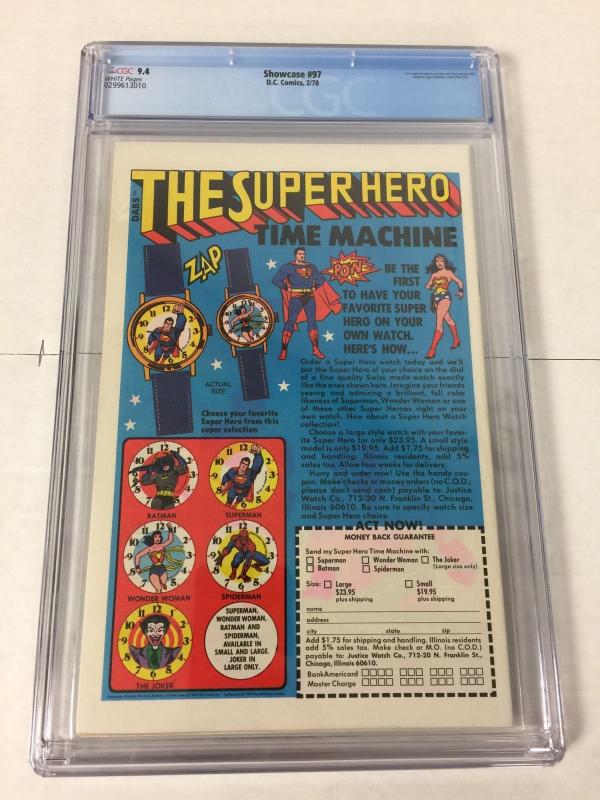 CGC 9.4
WHITE Pages
0299613010
Showcase #97
D.C. Comics, 2/78
CGC
DABS
THE SUPER HERO
TIME MACHINE
ZAP
POW
BE THE
FIRST
TO HAVE YOUR
FAVORITE SUPER
HERO ON YOUR
OWN WATCH.
HERE'S HOW...
ACTUAL
SIZE
Choose your favorite
Super Hero from this
super selection
Order a Super Hero watch today and we'll
put the Super Hero of your choice on the dial
of a fine quality Swiss made watch exactly
like the ones shown here. Imagine your friends
seeing and admiring a brilliant, full color
likeness of Superman, Wonder Woman or one
of these other Super Heroes right on your
own watch. How about a Super Hero Watch
collection!
Choose a large style watch with your favor-
ite Super Hero for only $23.95. A small style
model is only $19.95. Add $1.75 for shipping
and handling. Illinois residents, add 5%
sales tax. Allow four weeks for delivery.
Hurry and order now! Use the handy cou-
pon. Make checks or money orders (no C.O.D.;
please don't send cash) payable to: Justice
Watch Co., 712-20 N. Franklin St., Chicago,
Illinois 60610. Be sure to specify watch size
and Super Hero choice.
BATMAN
SUPERMAN
WONDER WOMAN
SPIDERMAN
THE JOKER
SUPERMAN,
WONDER WOMAN,
BATMAN AND
SPIDERMAN,
AVAILABLE IN
SMALL AND LARGE.
JOKER IN
LARGE ONLY.
ACT NOW!
MONEY BACK GUARANTEE
Send my Super Hero Time Machine with:
Superman Wonder Woman The Joker
Batman Spiderman (Large size only)
Size: Large Small
$23.95 $19.95
plus shipping plus shipping
name
address
city state zip
Add $1.75 for shipping and handling. Illinois residents
add 5% sales tax. Make check or M.O. (no C.O.D.)
payable to: Justice Watch Co., 712-20 N. Franklin St.,
Chicago, Illinois 60610.
BankAmericard
Master Charge